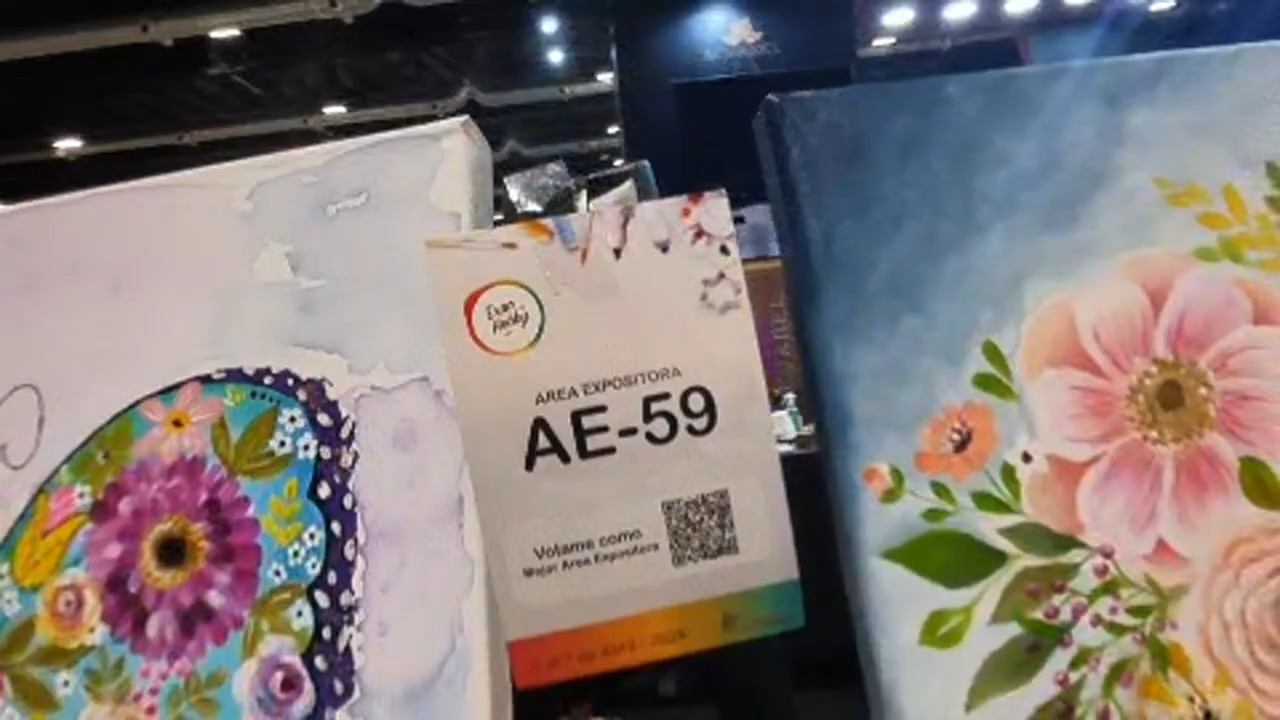 Expo
Hobby
AREA EXPOSITORA
AE-59
Votame como
Mejor Area Expositora